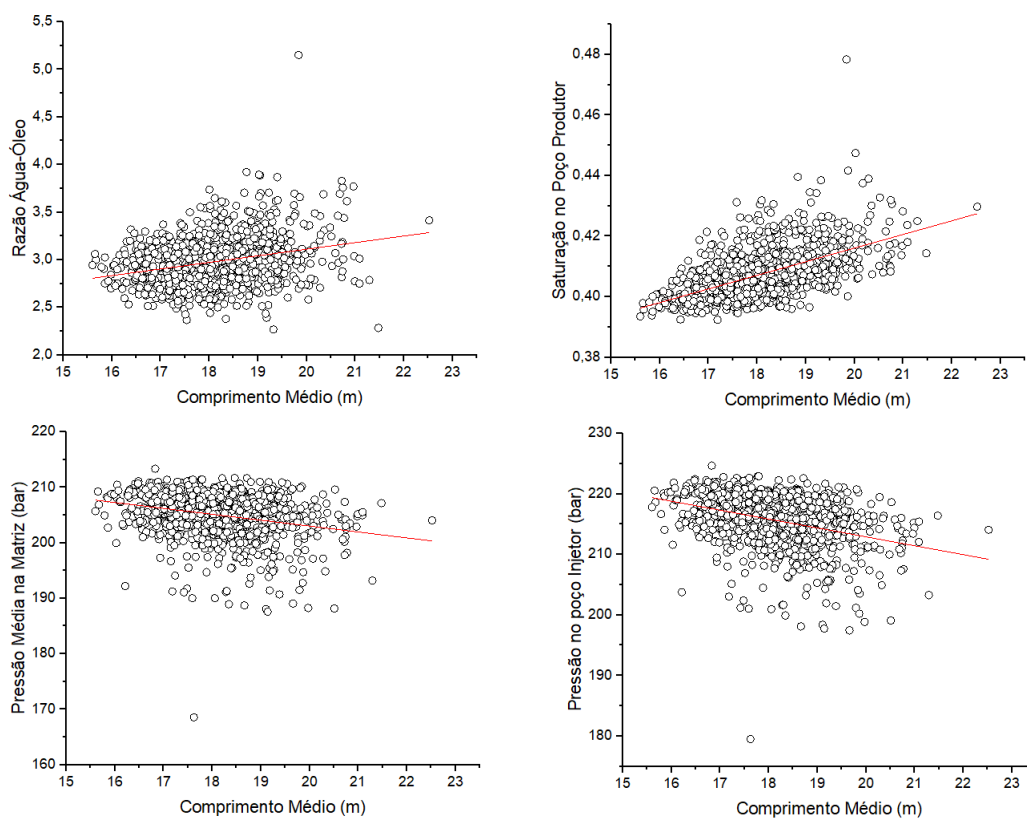 5,5
5,0
4,5
4,0
3,5
3,0
2,5
2,0
Razão Água-Óleo
15 16 17 18 19 20 21 22 23
Comprimento Médio (m)
0,48
0,46
0,44
0,42
0,40
0,38
Saturação no Poço Produtor
15 16 17 18 19 20 21 22 23
Comprimento Médio (m)
220
210
200
190
180
170
160
Pressão Média na Matriz (bar)
15 16 17 18 19 20 21 22 23
Comprimento Médio (m)
230
220
210
200
190
180
Pressão no poço Injetor (bar)
15 16 17 18 19 20 21 22 23
Comprimento Médio (m)